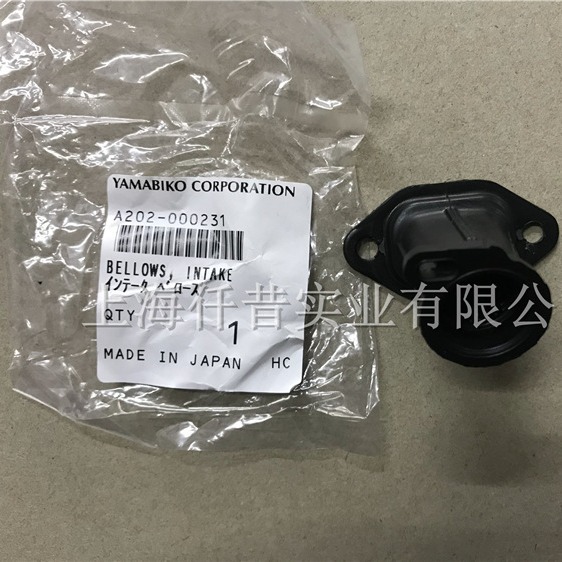 YAMABIKO CORPORATION
A202-000231
BELLOWS, INTAKE
インテーク ベローズ
QTY 1
MADE IN JAPAN HC
上海仟昔实业有限公